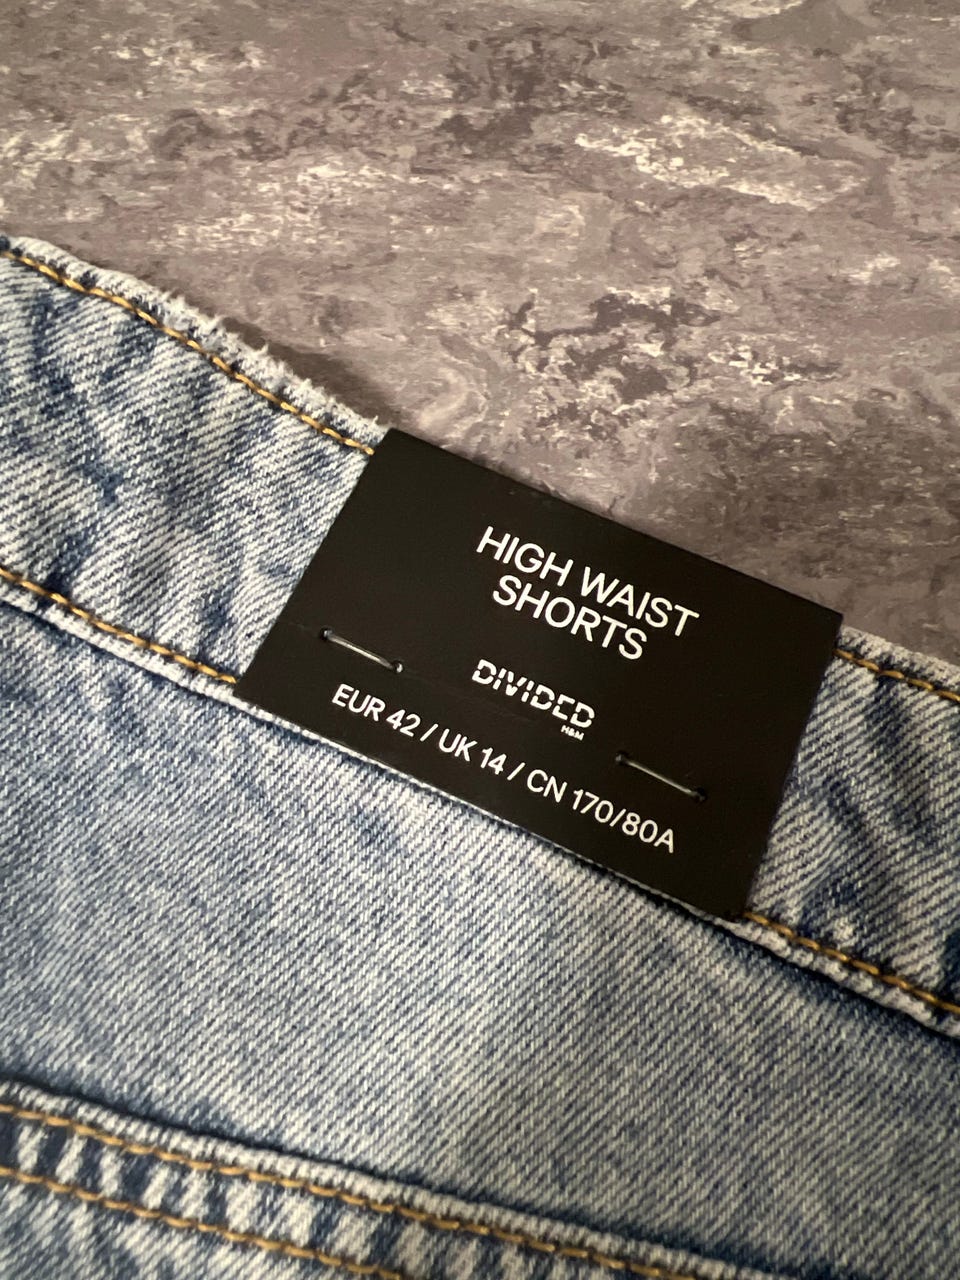 HIGH WAIST
SHORTS
DIVIDED
H&M
EUR 42 / UK 14 / CN 170/80A